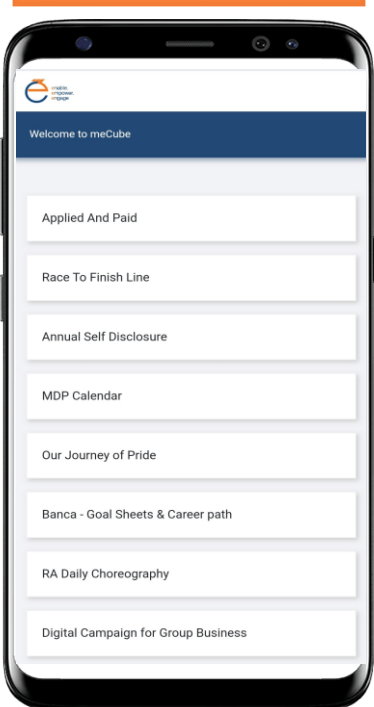 e3
enable.
empower.
engage
Welcome to meCube
Applied And Paid
Race To Finish Line
Annual Self Disclosure
MDP Calendar
Our Journey of Pride
Banca - Goal Sheets & Career path
RA Daily Choreography
Digital Campaign for Group Business